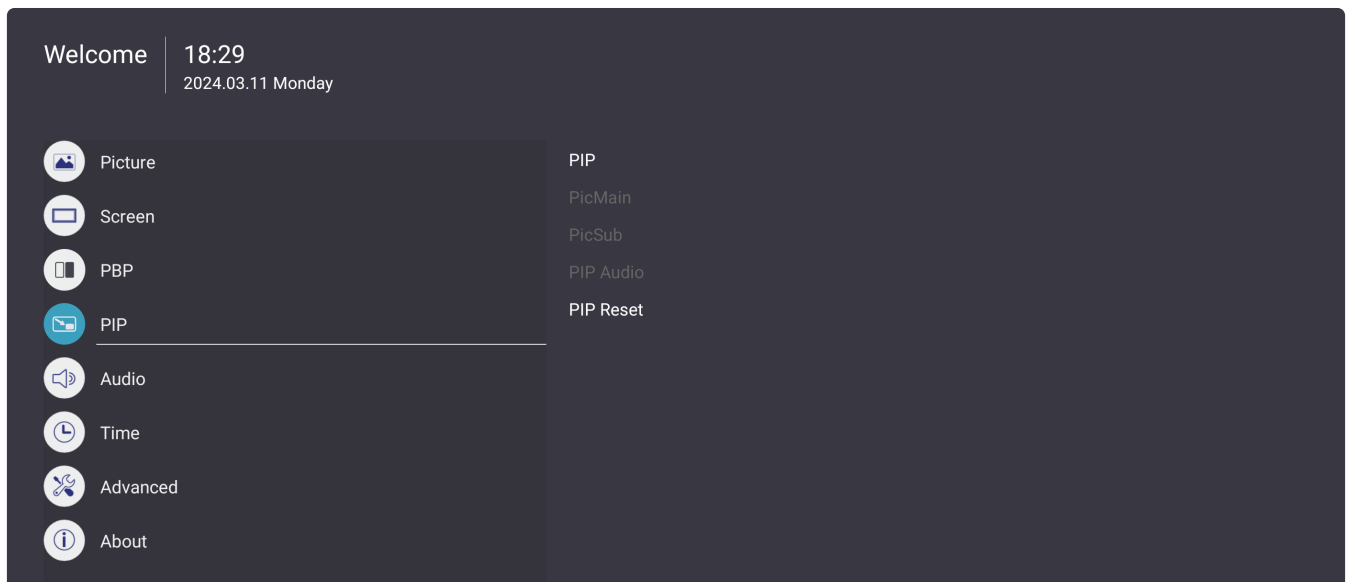 Welcome
18:29
2024.03.11 Monday
Picture
Screen
PBP
PIP
Audio
Time
Advanced
About
PIP
PicMain
PicSub
PIP Audio
PIP Reset